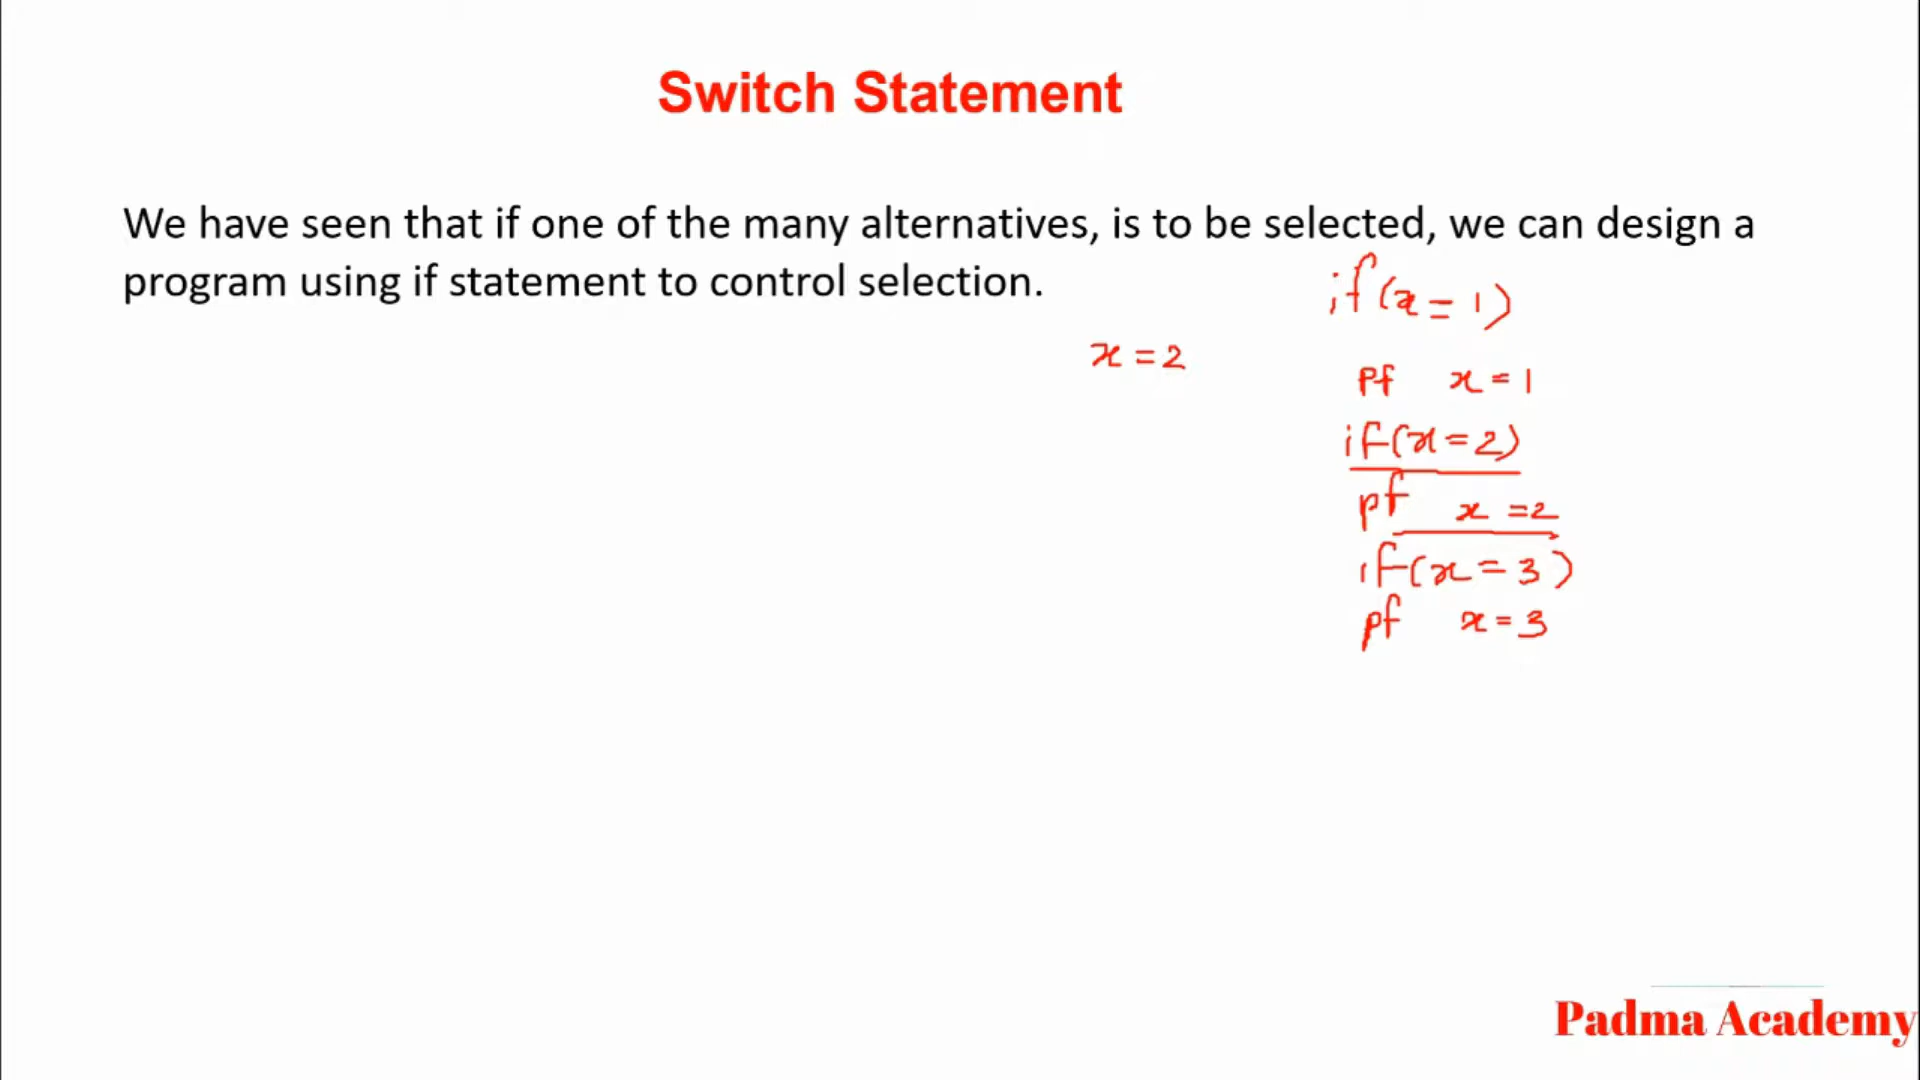 Switch Statement
We have seen that if one of the many alternatives, is to be selected, we can design a
program using if statement to control selection.
if(x = 1)
x = 2
pf x = 1
if(x = 2)
pf x = 2
if(x = 3)
pf x = 3
Padma Academy